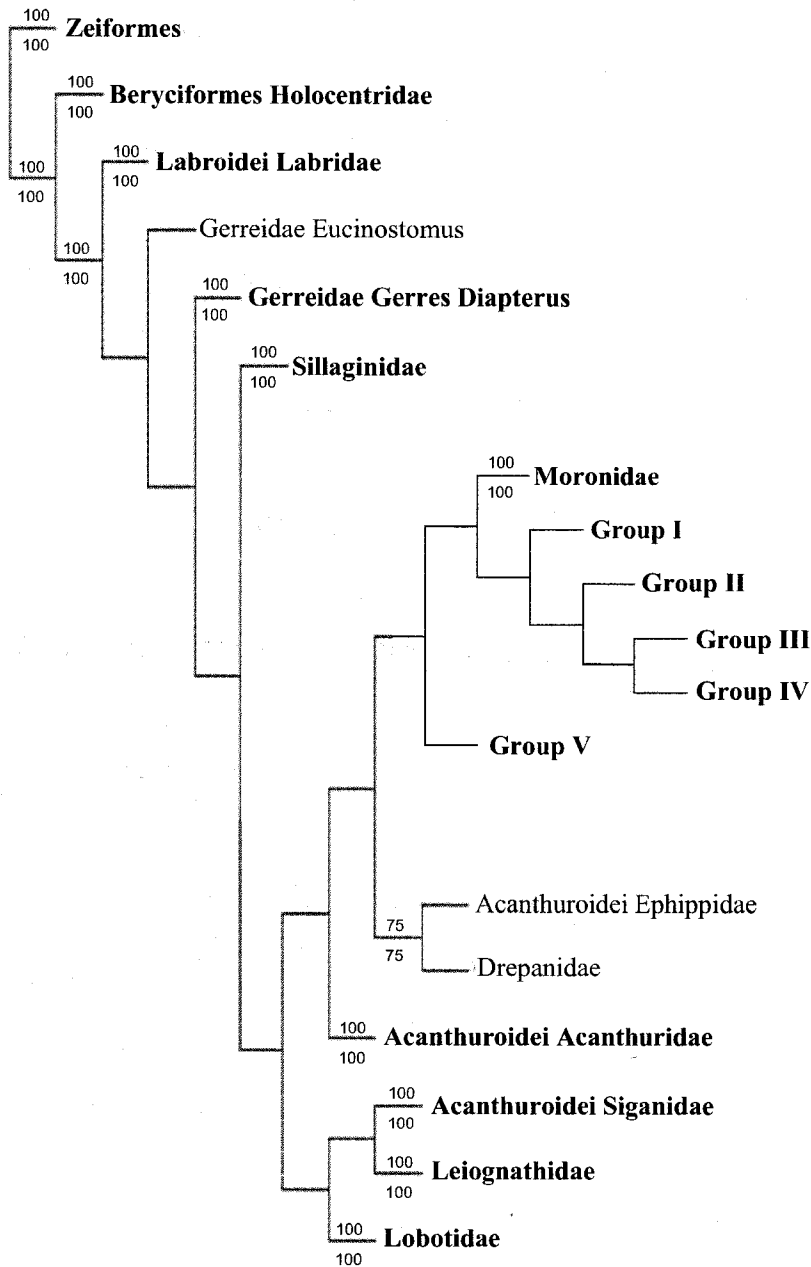 100
100
Zeiformes
100
100
Beryciformes Holocentridae
100
100
100
100
Labroidei Labridae
Gerreidae Eucinostomus
100
100
100
100
Gerreidae Gerres Diapterus
100
100
Sillaginidae
100
100
Moronidae
Group I
Group II
Group III
Group IV
Group V
Acanthuroidei Ephippidae
75
75
Drepanidae
100
100
Acanthuroidei Acanthuridae
100
100
Acanthuroidei Siganidae
100
100
Leiognathidae
100
100
Lobotidae